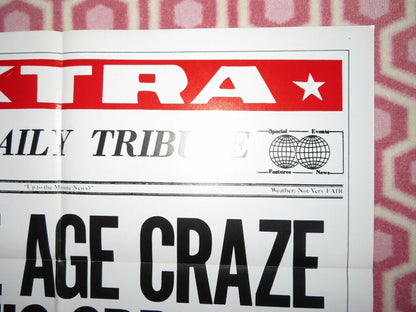 XTRA
AILY TRIBUNE
Special Events
Features News
"Up to the Minute News"
Weather: Not Very FAIR
E AGE CRAZE